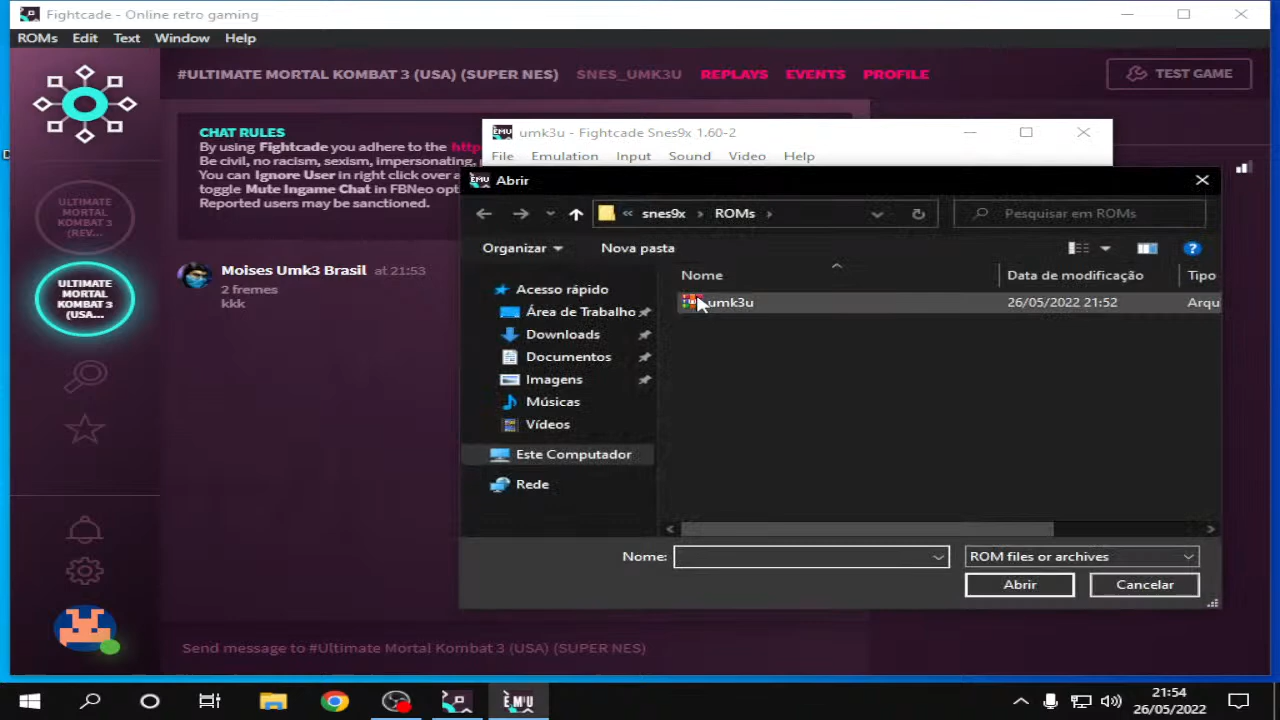 Fightcade - Online retro gaming
ROMs Edit Text Window Help
#ULTIMATE MORTAL KOMBAT 3 (USA) (SUPER NES) SNES_UMK3U REPLAYS EVENTS PROFILE TEST GAME
CHAT RULES
By using Fightcade you adhere to the
Be civil, no racism, sexism, impersonating,
You can Ignore User in right click over a
toggle Mute Ingame Chat in FBNeo opt
Reported users may be sanctioned.
ULTIMATE
MORTAL
KOMBAT 3
(REV...
ULTIMATE
MORTAL
KOMBAT 3
(USA...
Moises Umk3 Brasil at 21:53
2 fremes
kkk
Send message to #Ultimate Mortal Kombat 3 (USA) (SUPER NES)
EMU umk3u - Fightcade Snes9x 1.60-2
File Emulation Input Sound Video Help
EMU Abrir
snes9x ROMs Pesquisar em ROMs
Organizar Nova pasta
Nome Data de modificação Tipo
umk3u 26/05/2022 21:52 Arqu
Acesso rápido
Área de Trabalho
Downloads
Documentos
Imagens
Músicas
Vídeos
Este Computador
Rede
Nome: ROM files or archives
Abrir Cancelar
EMU
21:54
26/05/2022